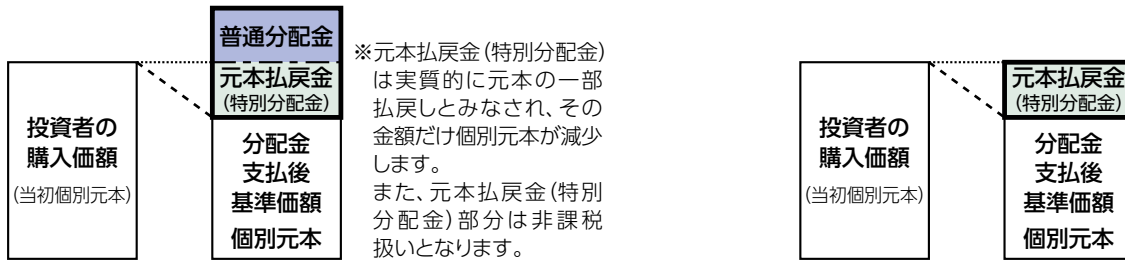 普通分配金
元本払戻金
(特別分配金)
投資者の
購入価額
(当初個別元本)
分配金
支払後
基準価額
個別元本
※元本払戻金(特別分配金)
は実質的に元本の一部
払戻しとみなされ、その
金額だけ個別元本が減少
します。
また、元本払戻金(特別
分配金)部分は非課税
扱いとなります。
投資者の
購入価額
(当初個別元本)
元本払戻金
(特別分配金)
分配金
支払後
基準価額
個別元本